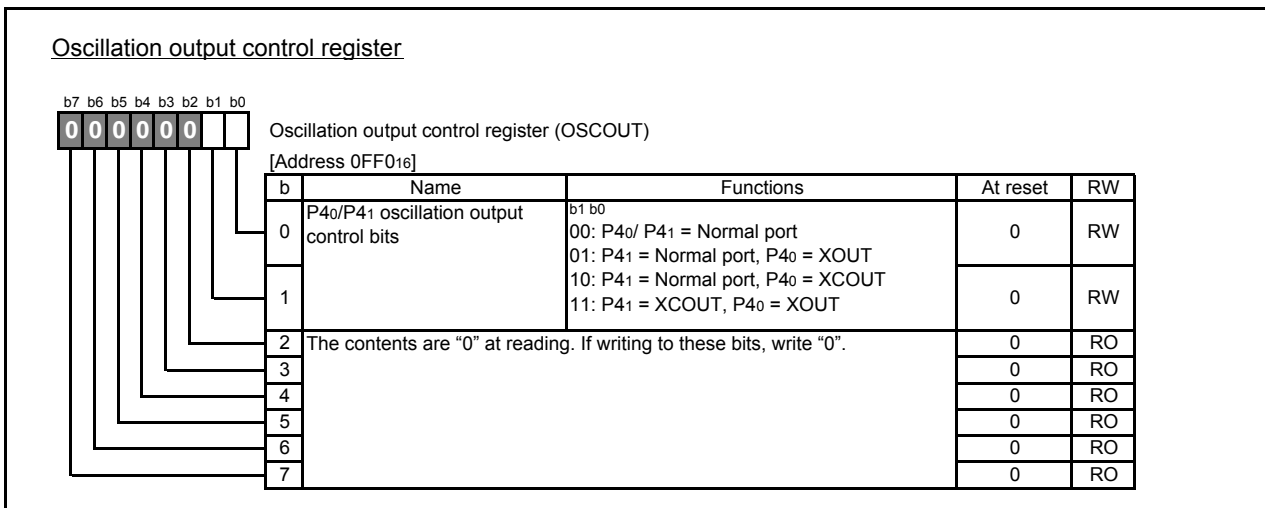 Oscillation output control register
b7 b6 b5 b4 b3 b2 b1 b0
0 0 0 0 0 0
Oscillation output control register (OSCOUT)
[Address 0FF016]
b Name Functions At reset RW
0 P40/P41 oscillation output control bits b1 b0 0 RW
00: P40/ P41 = Normal port
01: P41 = Normal port, P40 = XOUT
1 10: P41 = Normal port, P40 = XCOUT 0 RW
11: P41 = XCOUT, P40 = XOUT
2 The contents are “0” at reading. If writing to these bits, write “0”. 0 RO
3 0 RO
4 0 RO
5 0 RO
6 0 RO
7 0 RO